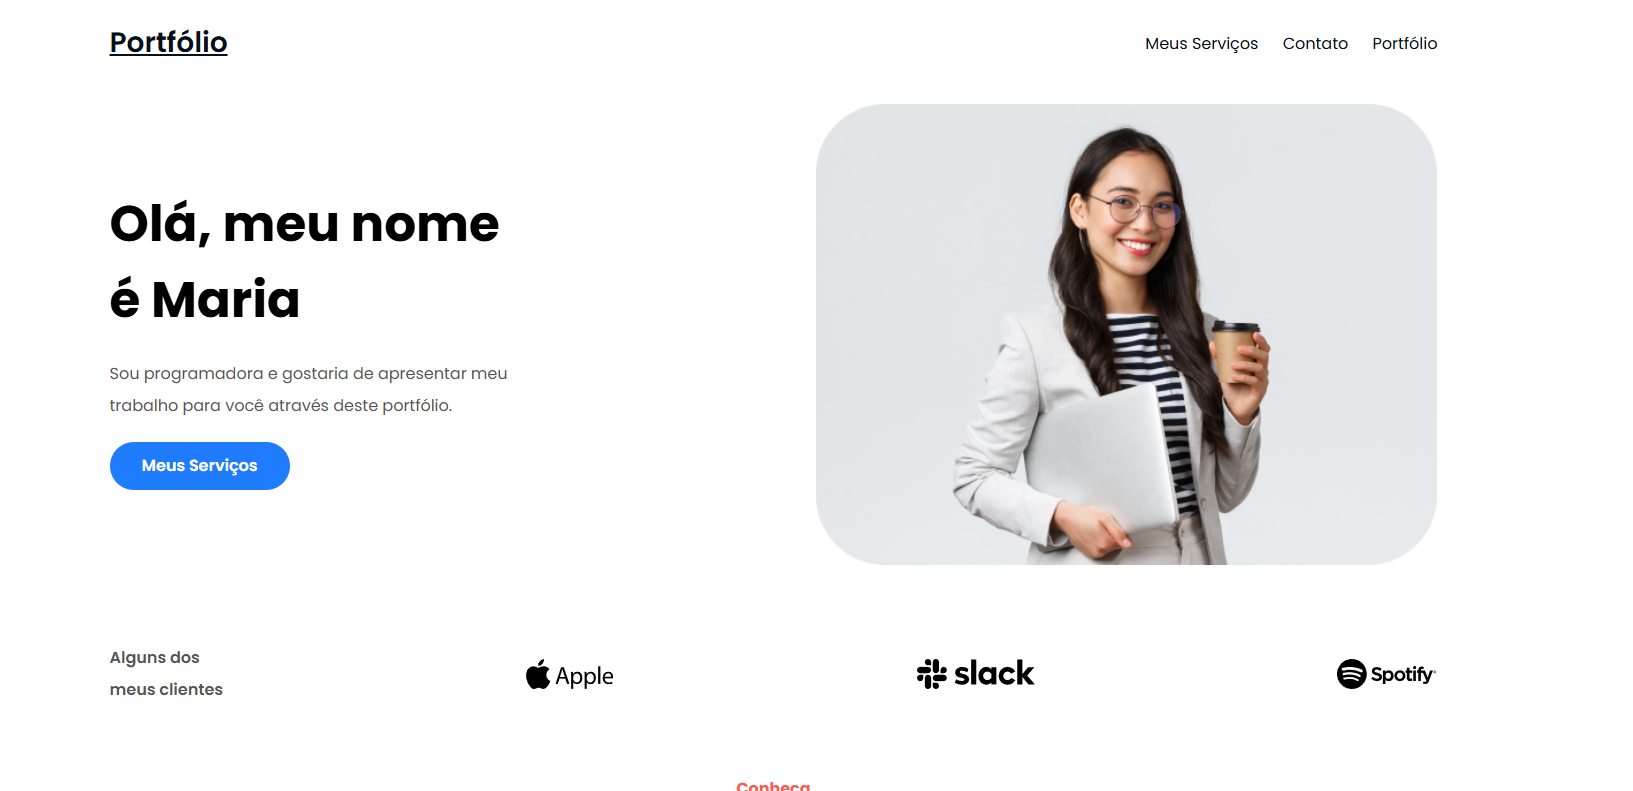 Portfólio
Meus Serviços Contato Portfólio
Olá, meu nome
é Maria
Sou programadora e gostaria de apresentar meu
trabalho para você através deste portfólio.
Meus Serviços
Alguns dos
meus clientes
Apple
slack
Spotify
Conheça